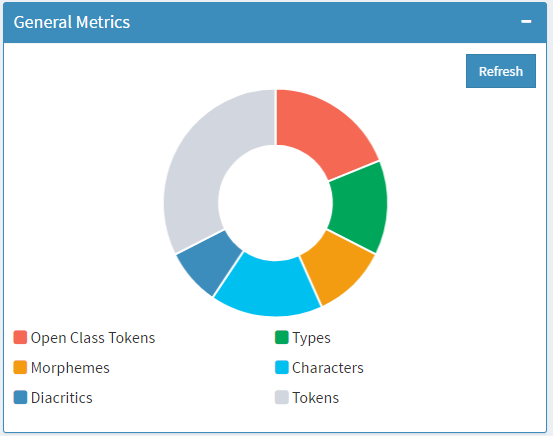 General Metrics
Refresh
Open Class Tokens
Types
Morphemes
Characters
Diacritics
Tokens